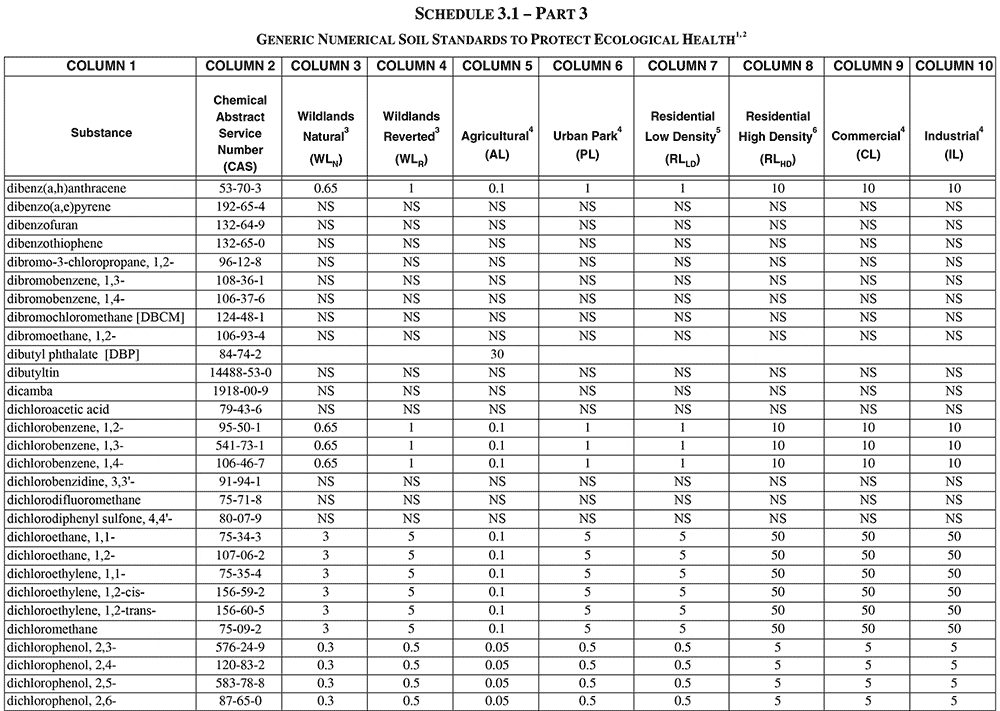 SCHEDULE 3.1 – PART 3
GENERIC NUMERICAL SOIL STANDARDS TO PROTECT ECOLOGICAL HEALTH1, 2
COLUMN 1 COLUMN 2 COLUMN 3 COLUMN 4 COLUMN 5 COLUMN 6 COLUMN 7 COLUMN 8 COLUMN 9 COLUMN 10
Substance Chemical Abstract Service Number (CAS) Wildlands Natural3 (WLN) Wildlands Reverted3 (WLR) Agricultural4 (AL) Urban Park4 (PL) Residential Low Density5 (RLLD) Residential High Density6 (RLHD) Commercial4 (CL) Industrial4 (IL)
dibenz(a,h)anthracene 53-70-3 0.65 1 0.1 1 1 10 10 10
dibenzo(a,e)pyrene 192-65-4 NS NS NS NS NS NS NS NS
dibenzofuran 132-64-9 NS NS NS NS NS NS NS NS
dibenzothiophene 132-65-0 NS NS NS NS NS NS NS NS
dibromo-3-chloropropane, 1,2- 96-12-8 NS NS NS NS NS NS NS NS
dibromobenzene, 1,3- 108-36-1 NS NS NS NS NS NS NS NS
dibromobenzene, 1,4- 106-37-6 NS NS NS NS NS NS NS NS
dibromochloromethane [DBCM] 124-48-1 NS NS NS NS NS NS NS NS
dibromoethane, 1,2- 106-93-4 NS NS NS NS NS NS NS NS
dibutyl phthalate [DBP] 84-74-2 30
dibutyltin 14488-53-0 NS NS NS NS NS NS NS NS
dicamba 1918-00-9 NS NS NS NS NS NS NS NS
dichloroacetic acid 79-43-6 NS NS NS NS NS NS NS NS
dichlorobenzene, 1,2- 95-50-1 0.65 1 0.1 1 1 10 10 10
dichlorobenzene, 1,3- 541-73-1 0.65 1 0.1 1 1 10 10 10
dichlorobenzene, 1,4- 106-46-7 0.65 1 0.1 1 1 10 10 10
dichlorobenzidine, 3,3'- 91-94-1 NS NS NS NS NS NS NS NS
dichlorodifluoromethane 75-71-8 NS NS NS NS NS NS NS NS
dichlorodiphenyl sulfone, 4,4'- 80-07-9 NS NS NS NS NS NS NS NS
dichloroethane, 1,1- 75-34-3 3 5 0.1 5 5 50 50 50
dichloroethane, 1,2- 107-06-2 3 5 0.1 5 5 50 50 50
dichloroethylene, 1,1- 75-35-4 3 5 0.1 5 5 50 50 50
dichloroethylene, 1,2-cis- 156-59-2 3 5 0.1 5 5 50 50 50
dichloroethylene, 1,2-trans- 156-60-5 3 5 0.1 5 5 50 50 50
dichloromethane 75-09-2 3 5 0.1 5 5 50 50 50
dichlorophenol, 2,3- 576-24-9 0.3 0.5 0.05 0.5 0.5 5 5 5
dichlorophenol, 2,4- 120-83-2 0.3 0.5 0.05 0.5 0.5 5 5 5
dichlorophenol, 2,5- 583-78-8 0.3 0.5 0.05 0.5 0.5 5 5 5
dichlorophenol, 2,6- 87-65-0 0.3 0.5 0.05 0.5 0.5 5 5 5